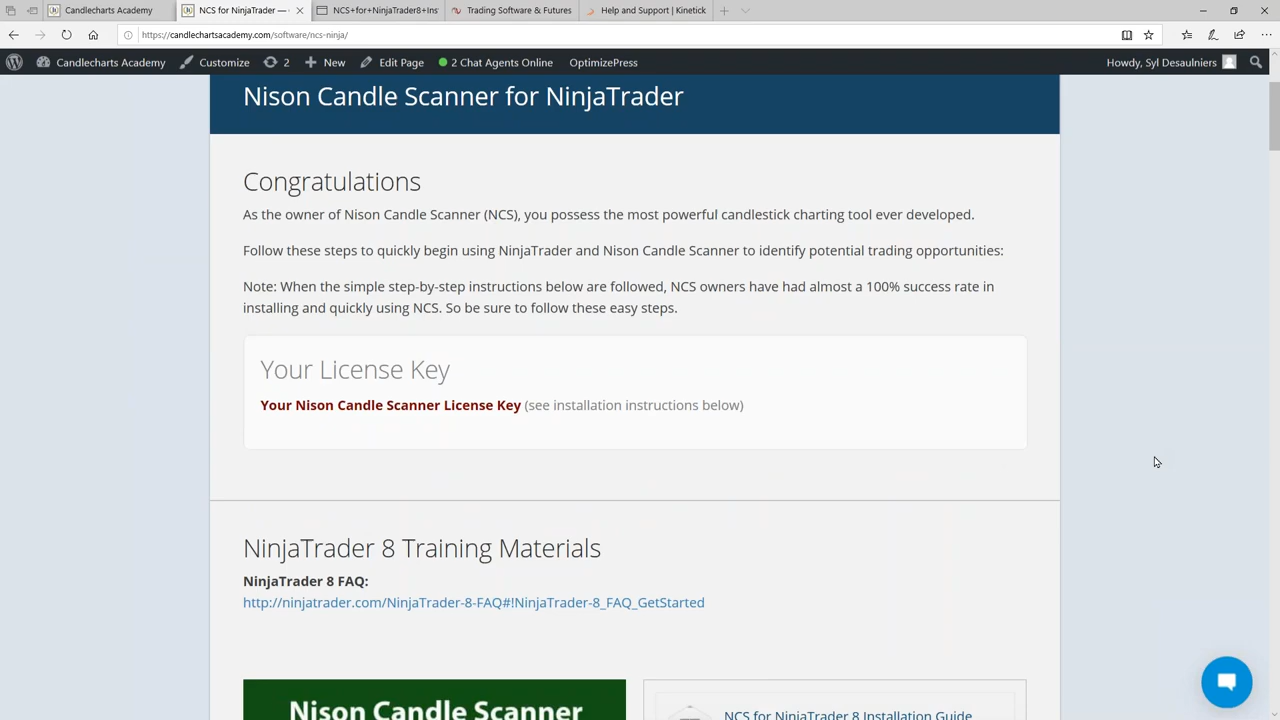 Candlecharts Academy
NCS for NinjaTrader —
NCS+for+NinjaTrader8+Ins
Trading Software & Futures
Help and Support | Kinetick
https://candlechartsacademy.com/software/ncs-ninja/
Candlecharts Academy
Customize
2
New
Edit Page
2 Chat Agents Online
OptimizePress
Howdy, Syl Desaulniers
Nison Candle Scanner for NinjaTrader
Congratulations
As the owner of Nison Candle Scanner (NCS), you possess the most powerful candlestick charting tool ever developed.
Follow these steps to quickly begin using NinjaTrader and Nison Candle Scanner to identify potential trading opportunities:
Note: When the simple step-by-step instructions below are followed, NCS owners have had almost a 100% success rate in
installing and quickly using NCS. So be sure to follow these easy steps.
Your License Key
Your Nison Candle Scanner License Key (see installation instructions below)
NinjaTrader 8 Training Materials
NinjaTrader 8 FAQ:
http://ninjatrader.com/NinjaTrader-8-FAQ#!NinjaTrader-8_FAQ_GetStarted
Nison Candle Scanner
NCS for NinjaTrader 8 Installation Guide